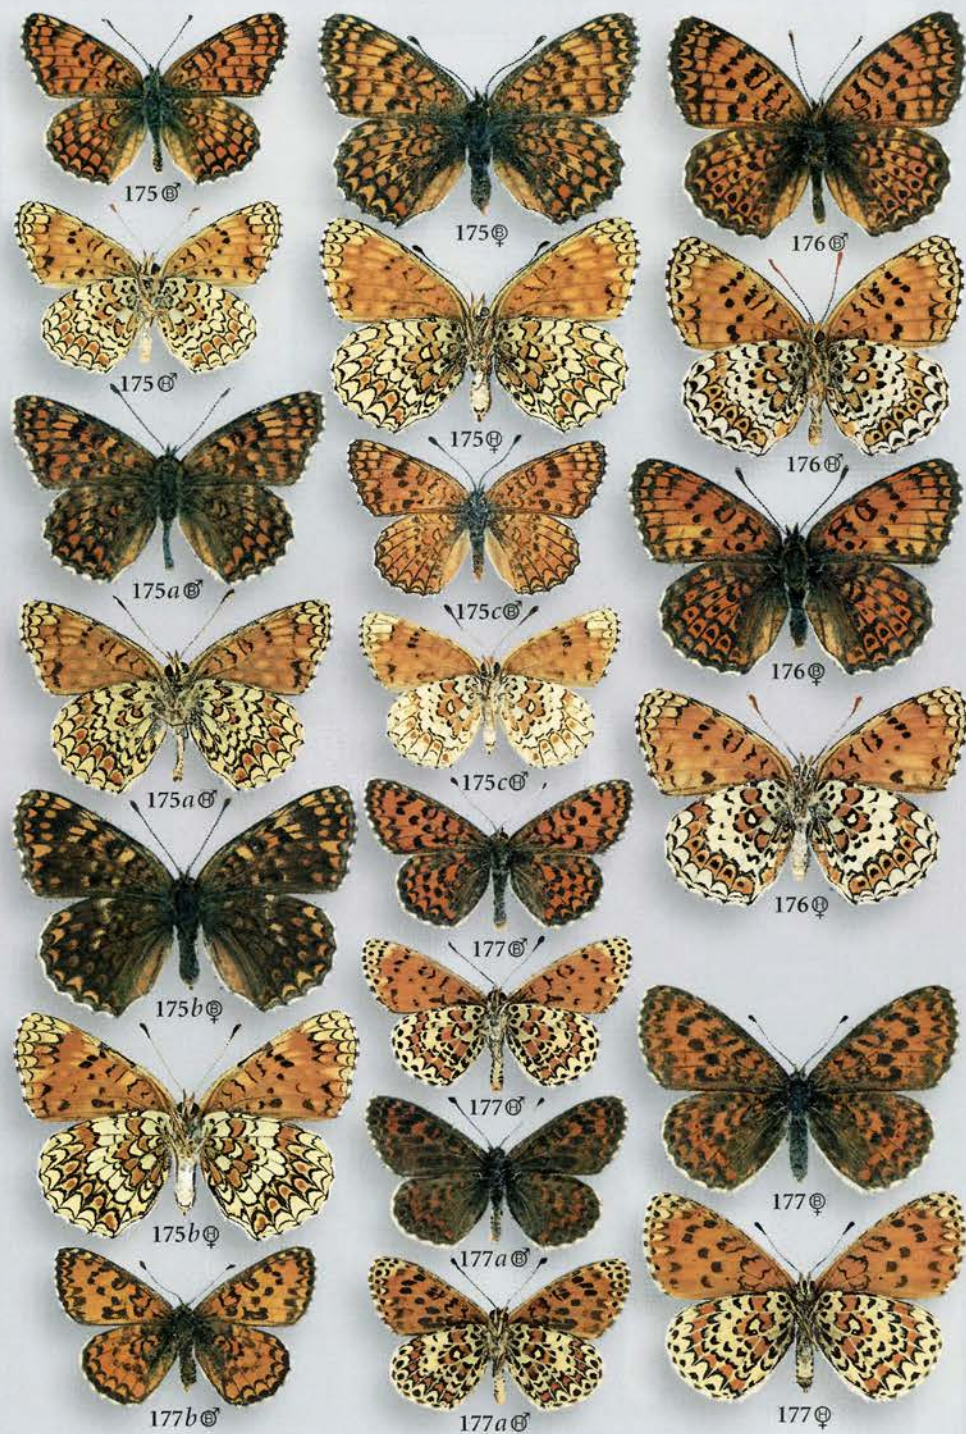 175 Ⓑ♂
175 Ⓑ♀
176 Ⓑ♂
175 Ⓗ♂
175 Ⓗ♀
176 Ⓗ♂
175a Ⓑ♂
175c Ⓑ♂
176 Ⓑ♀
175a Ⓗ♂
175c Ⓗ♂
176 Ⓗ♀
175b Ⓑ♀
177 Ⓑ♂
177 Ⓗ♂
177 Ⓑ♀
175b Ⓗ♀
177a Ⓑ♂
177b Ⓑ♂
177a Ⓗ♂
177 Ⓗ♀